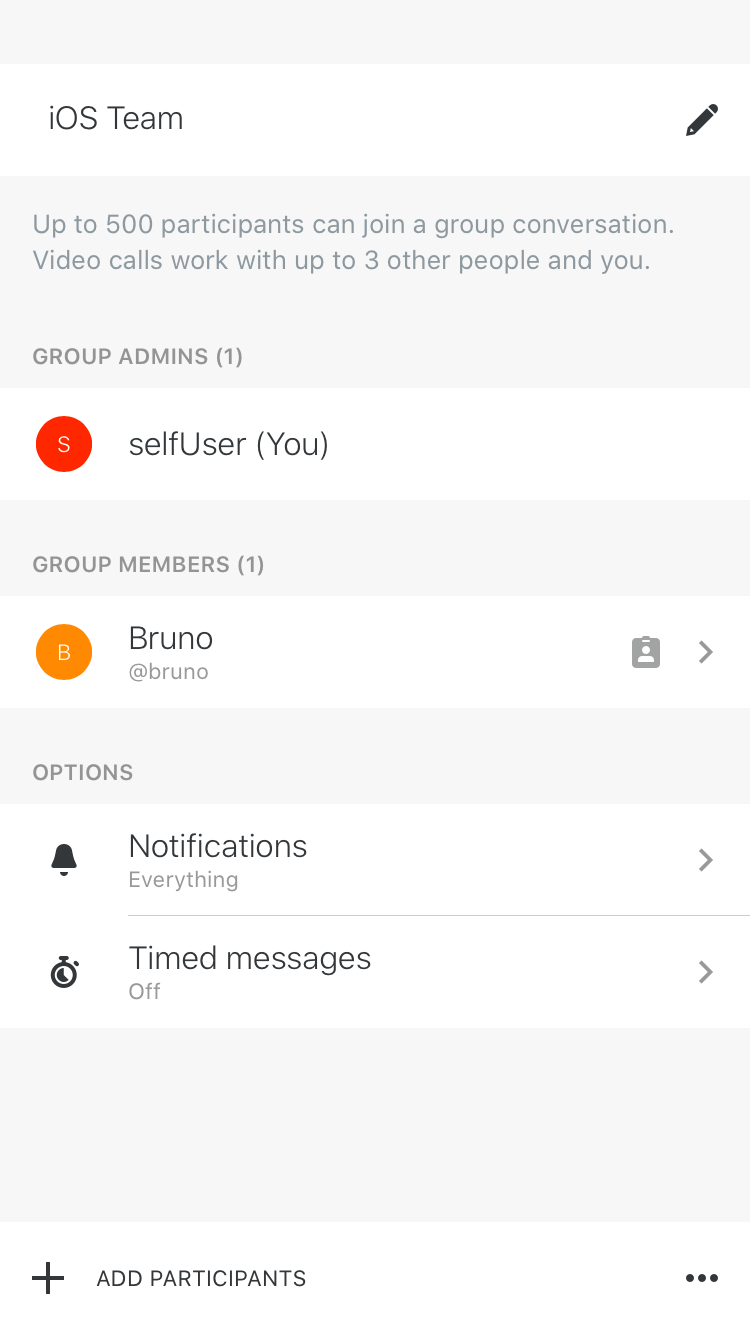 iOS Team
Up to 500 participants can join a group conversation.
Video calls work with up to 3 other people and you.
GROUP ADMINS (1)
S
selfUser (You)
GROUP MEMBERS (1)
B
Bruno
@bruno
OPTIONS
Notifications
Everything
Timed messages
Off
ADD PARTICIPANTS